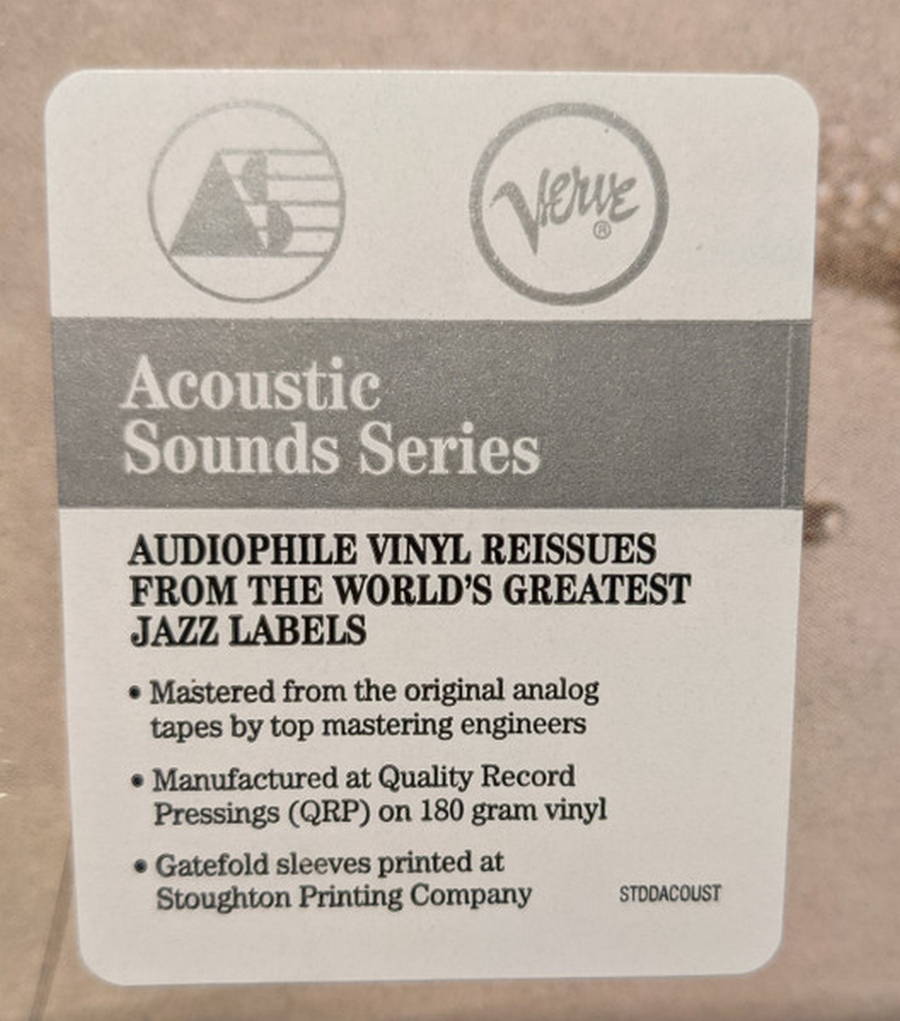 AS
Verve
®
Acoustic
Sounds Series
AUDIOPHILE VINYL REISSUES
FROM THE WORLD'S GREATEST
JAZZ LABELS
• Mastered from the original analog
tapes by top mastering engineers
• Manufactured at Quality Record
Pressings (QRP) on 180 gram vinyl
• Gatefold sleeves printed at
Stoughton Printing Company
STDDACOUST